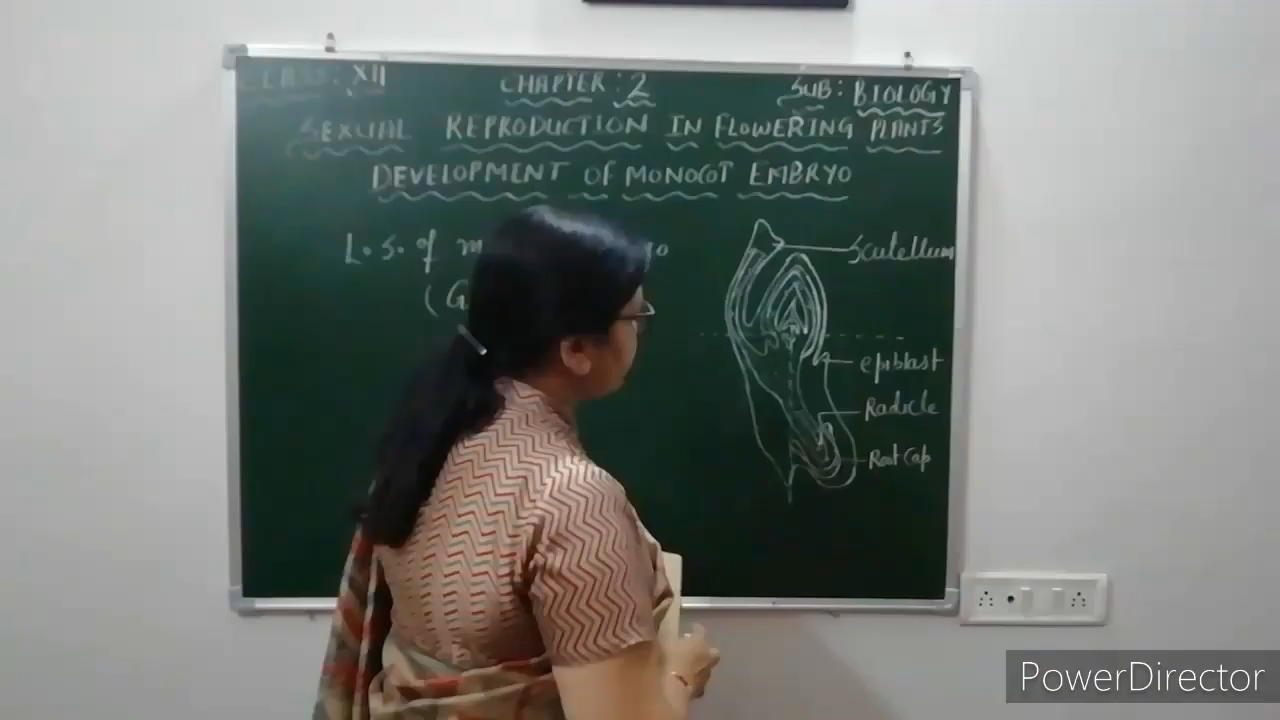 CLASS: XII CHAPTER : 2 SUB : BIOLOGY
SEXUAL REPRODUCTION IN FLOWERING PLANTS
DEVELOPMENT OF MONOCOT EMBRYO
L.S. of
Scutellum
epiblast
Radicle
Root Cap
PowerDirector